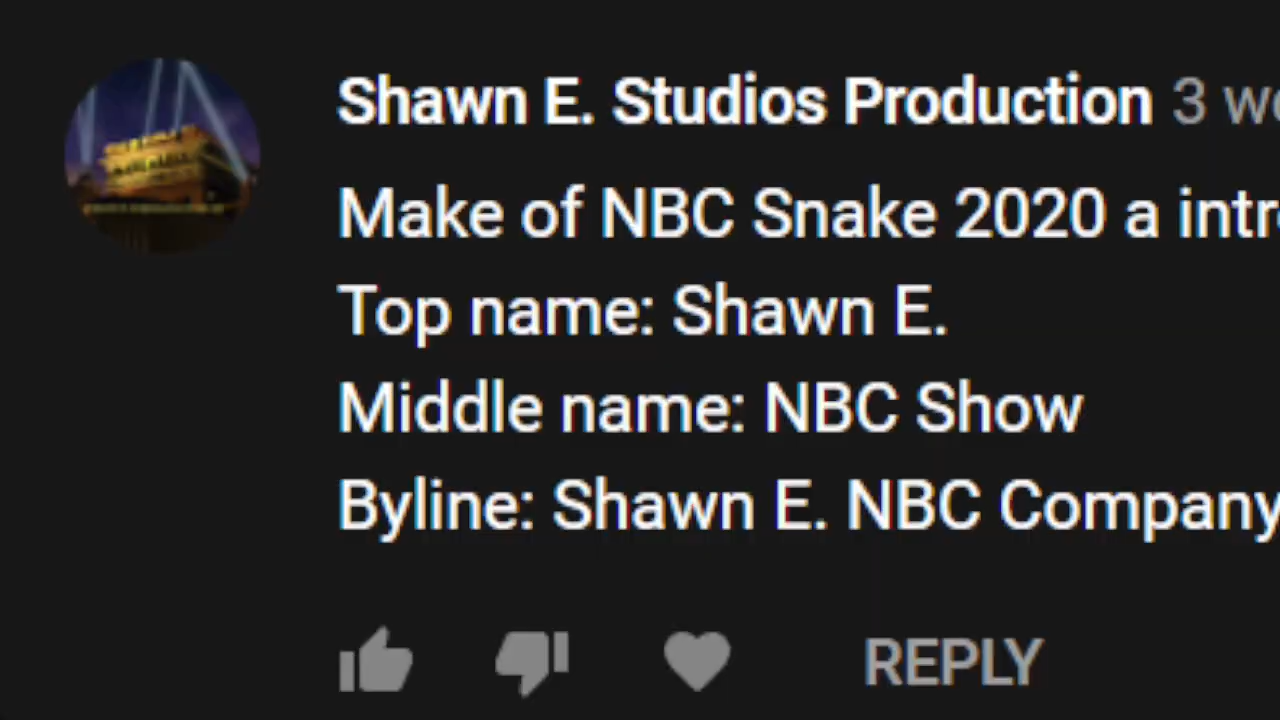 Shawn E. Studios Production 3
Make of NBC Snake 2020 a
Top name: Shawn E.
Middle name: NBC Show
Byline: Shawn E. NBC Company
REPLY